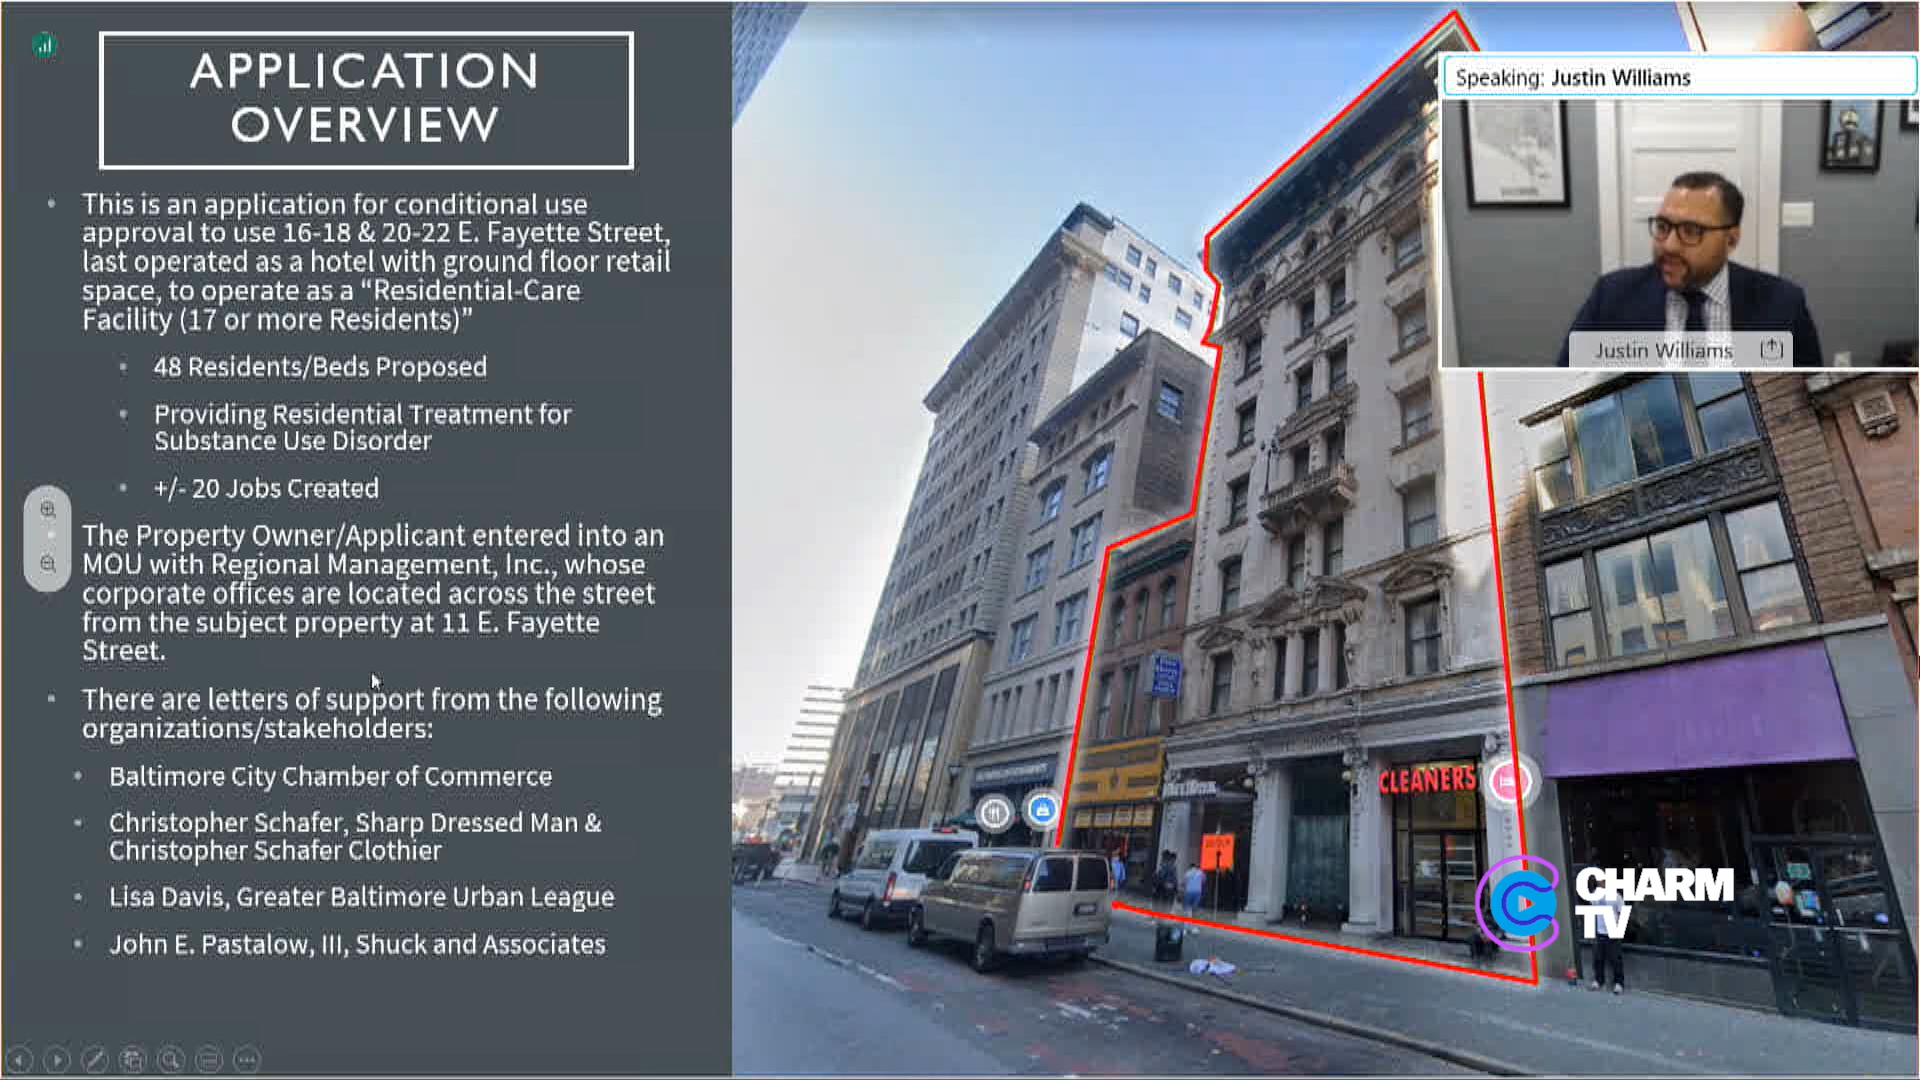 APPLICATION
OVERVIEW
This is an application for conditional use
approval to use 16-18 & 20-22 E. Fayette Street,
last operated as a hotel with ground floor retail
space, to operate as a “Residential-Care
Facility (17 or more Residents)”
48 Residents/Beds Proposed
Providing Residential Treatment for
Substance Use Disorder
+/- 20 Jobs Created
The Property Owner/Applicant entered into an
MOU with Regional Management, Inc., whose
corporate offices are located across the street
from the subject property at 11 E. Fayette
Street.
There are letters of support from the following
organizations/stakeholders:
Baltimore City Chamber of Commerce
Christopher Schafer, Sharp Dressed Man &
Christopher Schafer Clothier
Lisa Davis, Greater Baltimore Urban League
John E. Pastalow, III, Shuck and Associates
Speaking: Justin Williams
Justin Williams
CLEANERS
CHARM
TV